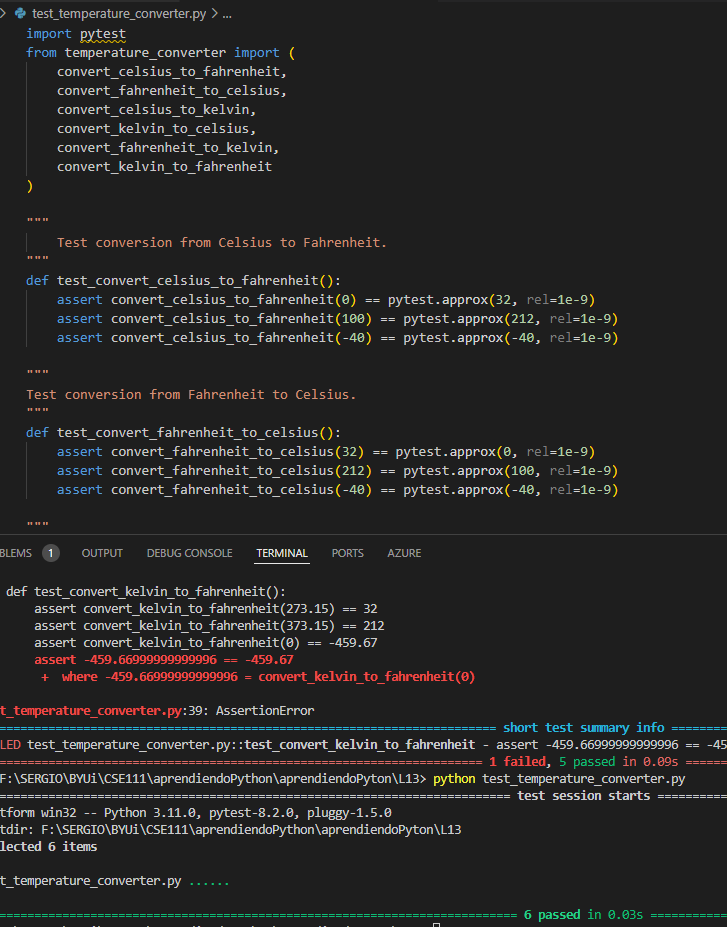 test_temperature_converter.py > ...
import pytest
from temperature_converter import (
    convert_celsius_to_fahrenheit,
    convert_fahrenheit_to_celsius,
    convert_celsius_to_kelvin,
    convert_kelvin_to_celsius,
    convert_fahrenheit_to_kelvin,
    convert_kelvin_to_fahrenheit
)
"""
    Test conversion from Celsius to Fahrenheit.
"""
def test_convert_celsius_to_fahrenheit():
    assert convert_celsius_to_fahrenheit(0) == pytest.approx(32, rel=1e-9)
    assert convert_celsius_to_fahrenheit(100) == pytest.approx(212, rel=1e-9)
    assert convert_celsius_to_fahrenheit(-40) == pytest.approx(-40, rel=1e-9)
"""
Test conversion from Fahrenheit to Celsius.
"""
def test_convert_fahrenheit_to_celsius():
    assert convert_fahrenheit_to_celsius(32) == pytest.approx(0, rel=1e-9)
    assert convert_fahrenheit_to_celsius(212) == pytest.approx(100, rel=1e-9)
    assert convert_fahrenheit_to_celsius(-40) == pytest.approx(-40, rel=1e-9)
"""
BLEMS 1 OUTPUT DEBUG CONSOLE TERMINAL PORTS AZURE
def test_convert_kelvin_to_fahrenheit():
    assert convert_kelvin_to_fahrenheit(273.15) == 32
    assert convert_kelvin_to_fahrenheit(373.15) == 212
    assert convert_kelvin_to_fahrenheit(0) == -459.67
    assert -459.66999999999996 == -459.67
     +  where -459.66999999999996 = convert_kelvin_to_fahrenheit(0)
t_temperature_converter.py:39: AssertionError
short test summary info
LED test_temperature_converter.py::test_convert_kelvin_to_fahrenheit - assert -459.66999999999996 == -45
1 failed, 5 passed in 0.09s
F:\SERGIO\BYUi\CSE111\aprendiendoPython\aprendiendoPyton\L13> python test_temperature_converter.py
test session starts
tform win32 -- Python 3.11.0, pytest-8.2.0, pluggy-1.5.0
tdir: F:\SERGIO\BYUi\CSE111\aprendiendoPython\aprendiendoPyton\L13
lected 6 items
t_temperature_converter.py ......
6 passed in 0.03s